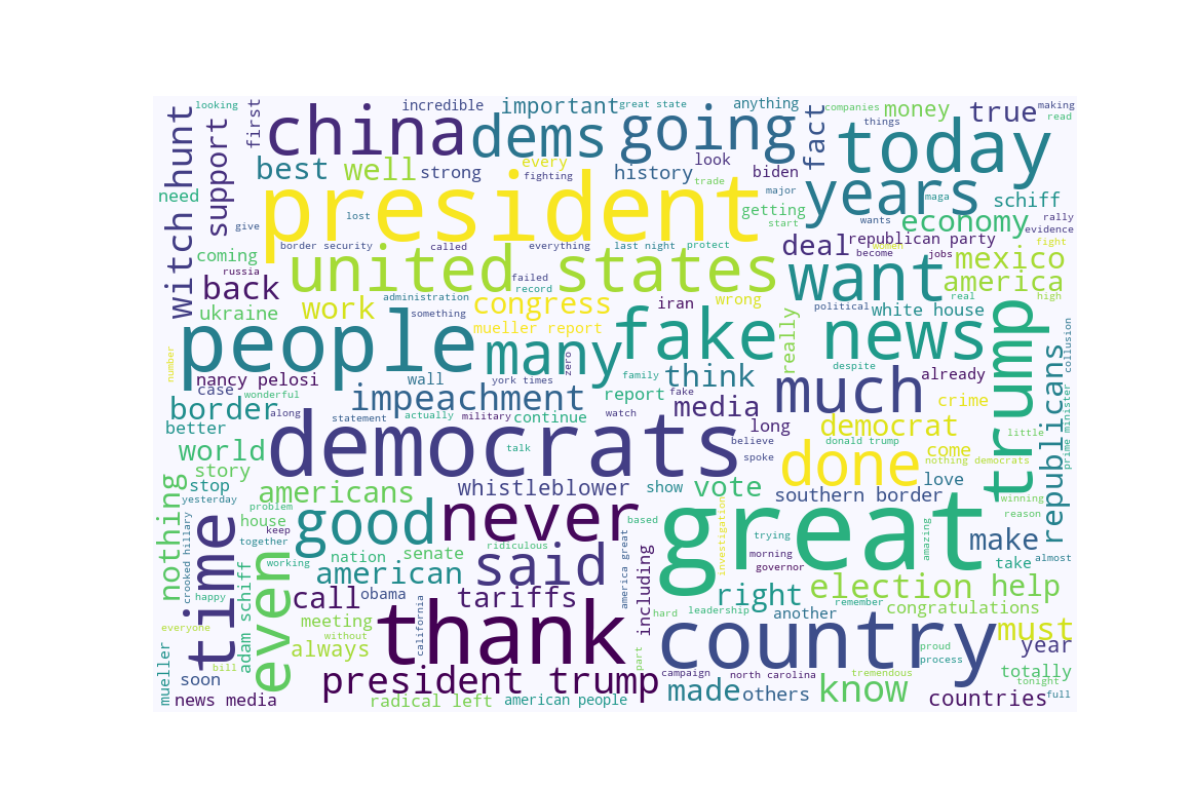 looking
witch hunt
support
first
china
incredible
important
great state
anything
dems
going
fact
companies
money
things
true
making
read
today
best
well
strong
every
fighting
history
look
biden
need
president
trade
major
years
maga
schiff
give
lost
getting
start
wants
economy
rally
evidence
coming
border security
called
everything
last night
protect
deal
republican party
women
become
jobs
fight
mexico
russia
united states
want
back
failed
record
america
administration
congress
iran
wrong
real
high
ukraine
work
something
mueller report
political
white house
people
many
fake news
really
trump
collusion
number
nancy pelosi
wall
york times
zero
family
think
despite
already
case
wonderful
impeachment
report
fake
much
republicans
border
along
statement
actually
military
continue
watch
media
crime
little
better
democrats
long
democrat
prime minister
world
talk
believe
donald trump
come
story
spoke
done
nothing democrats
stop
whistleblower
show
vote
love
winning
nothing
yesterday
americans
southern border
problem
never
great
reason
house
good
based
investigation
trying
amazing
make
time
keep
together
crooked hillary
ridiculous
nation
senate
said
america great
morning
governor
take
almost
working
even
american
including
happy
call
obama
tariffs
right
election help
adam schiff
thank
hard
leadership
remember
congratulations
meeting
california
another
country
everyone
without
must
always
part
proud
process
year
mueller
bill
soon
president trump
campaign
north carolina
tremendous
totally
tonight
news media
radical left
american people
made
others
know
countries
full